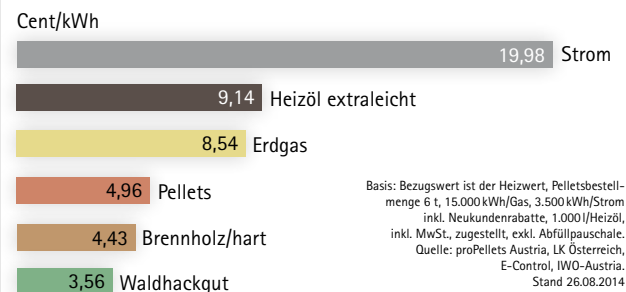 Cent/kWh
19,98 Strom
9,14 Heizöl extraleicht
8,54 Erdgas
4,96 Pellets
4,43 Brennholz/hart
3,56 Waldhackgut
Basis: Bezugswert ist der Heizwert, Pelletsbestell-
menge 6 t, 15.000 kWh/Gas, 3.500 kWh/Strom
inkl. Neukundenrabatte, 1.000 l/Heizöl,
inkl. MwSt., zugestellt, exkl. Abfüllpauschale.
Quelle: proPellets Austria, LK Österreich,
E-Control, IWO-Austria.
Stand 26.08.2014